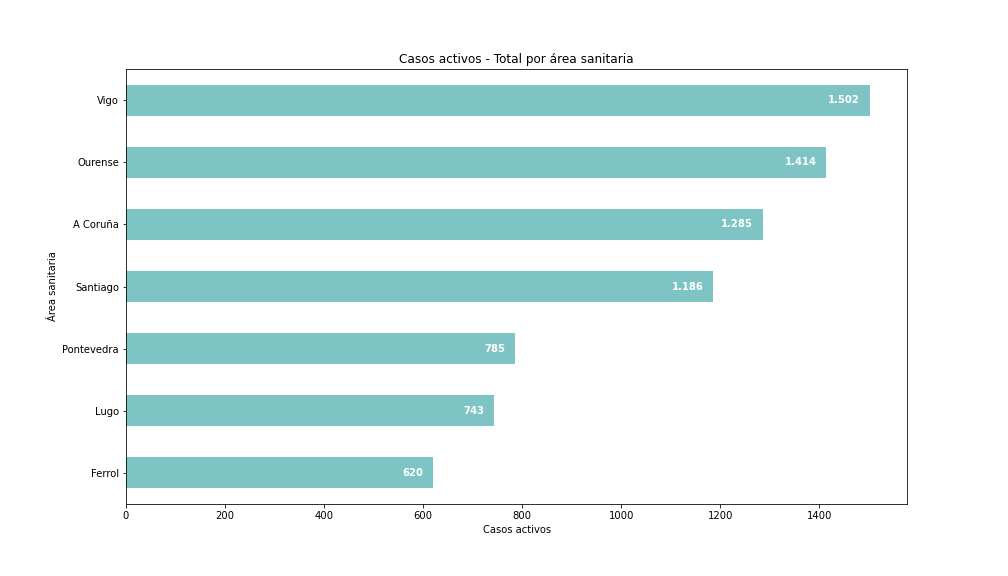 Casos activos - Total por área sanitaria
Vigo
1.502
Ourense
1.414
A Coruña
1.285
Santiago
1.186
Pontevedra
785
Lugo
743
Ferrol
620
Área sanitaria
0 200 400 600 800 1000 1200 1400
Casos activos